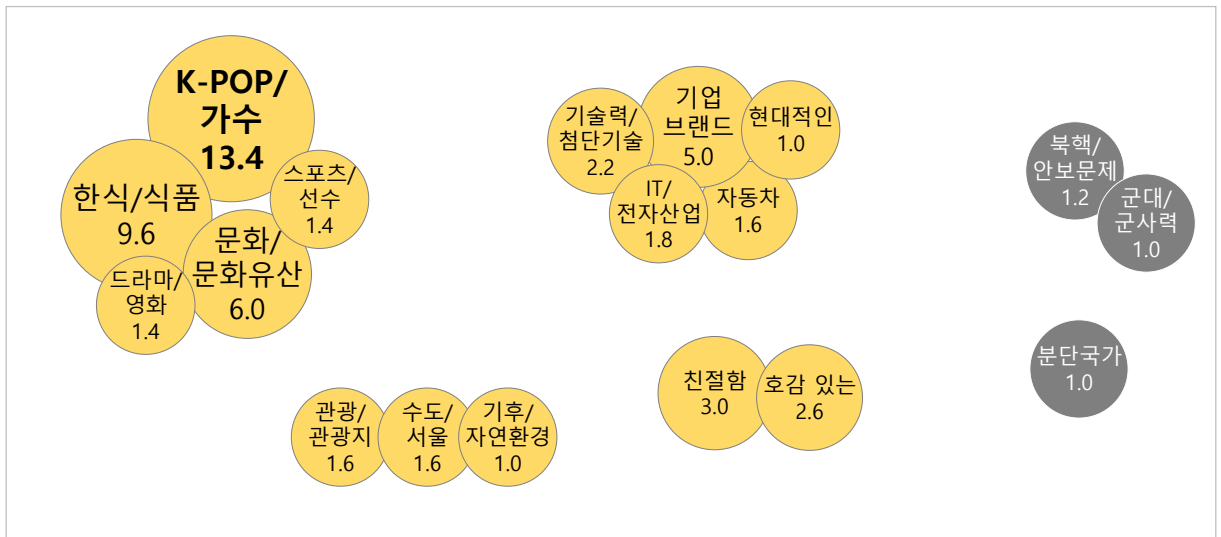 K-POP/
가수
13.4
한식/식품
9.6
스포츠/
선수
1.4
문화/
문화유산
6.0
드라마/
영화
1.4
기술력/
첨단기술
2.2
기업
브랜드
5.0
현대적인
1.0
IT/
전자산업
1.8
자동차
1.6
북핵/
안보문제
1.2
군대/
군사력
1.0
분단국가
1.0
친절함
3.0
호감 있는
2.6
관광/
관광지
1.6
수도/
서울
1.6
기후/
자연환경
1.0